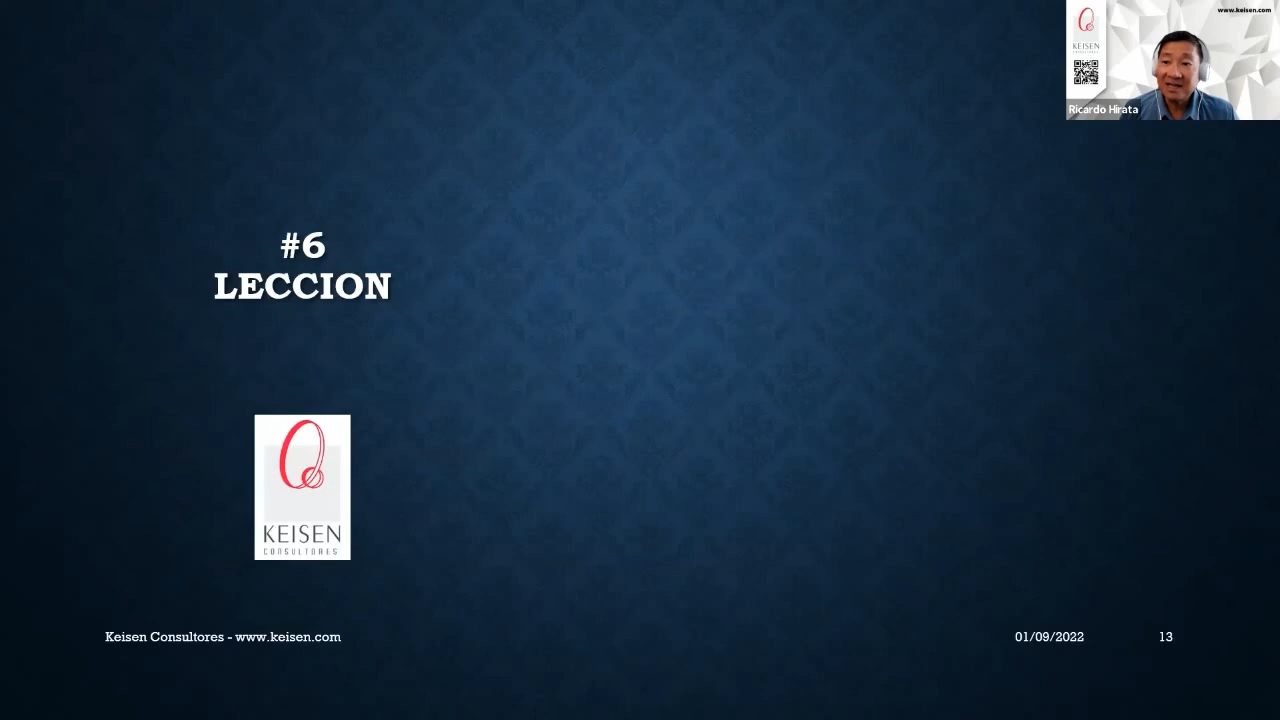 www.keisen.com
KEISEN
CONSULTORES
Ricardo Hirata
#6
LECCION
KEISEN
CONSULTORES
Keisen Consultores - www.keisen.com
01/09/2022
13